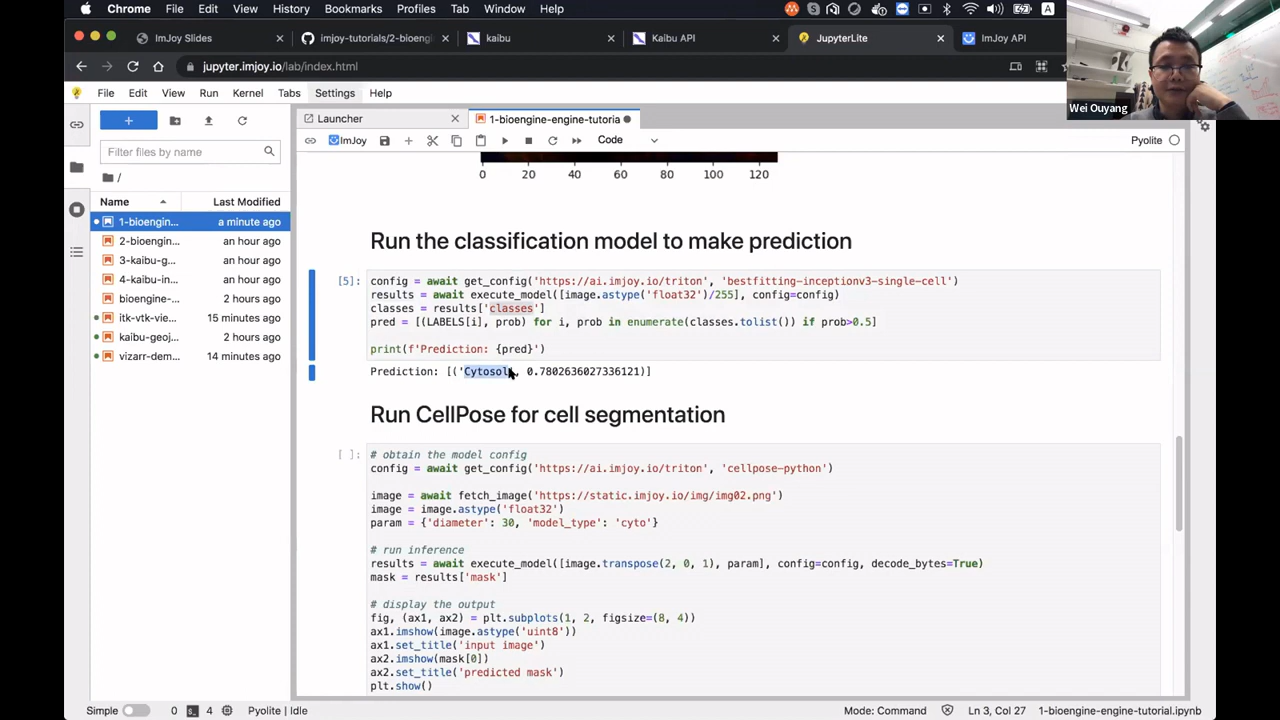 Chrome File Edit View History Bookmarks Profiles Tab Window Help
A
ImJoy Slides
imjoy-tutorials/2-bioengi
kaibu
Kaibu API
JupyterLite
ImJoy API
jupyter.imjoy.io/lab/index.html
Wei Ouyang
File Edit View Run Kernel Tabs Settings Help
Launcher
1-bioengine-engine-tutoria
Filter files by name
ImJoy
Code
Pyolite
/
Name Last Modified
1-bioengin... a minute ago
2-bioengin... an hour ago
3-kaibu-g... an hour ago
4-kaibu-in... an hour ago
bioengine-... 2 hours ago
itk-vtk-vie... 15 minutes ago
kaibu-geoj... 2 hours ago
vizarr-dem... 14 minutes ago
0 20 40 60 80 100 120
Run the classification model to make prediction
[5]: config = await get_config('https://ai.imjoy.io/triton', 'bestfitting-inceptionv3-single-cell')
results = await execute_model([image.astype('float32')/255], config=config)
classes = results['classes']
pred = [(LABELS[i], prob) for i, prob in enumerate(classes.tolist()) if prob>0.5]
print(f'Prediction: {pred}')
Prediction: [('Cytosol', 0.7802636027336121)]
Run CellPose for cell segmentation
[ ]: # obtain the model config
config = await get_config('https://ai.imjoy.io/triton', 'cellpose-python')
image = await fetch_image('https://static.imjoy.io/img/img02.png')
image = image.astype('float32')
param = {'diameter': 30, 'model_type': 'cyto'}
# run inference
results = await execute_model([image.transpose(2, 0, 1), param], config=config, decode_bytes=True)
mask = results['mask']
# display the output
fig, (ax1, ax2) = plt.subplots(1, 2, figsize=(8, 4))
ax1.imshow(image.astype('uint8'))
ax1.set_title('input image')
ax2.imshow(mask[0])
ax2.set_title('predicted mask')
plt.show()
Simple 0 4 Pyolite | Idle Mode: Command Ln 3, Col 27 1-bioengine-engine-tutorial.ipynb